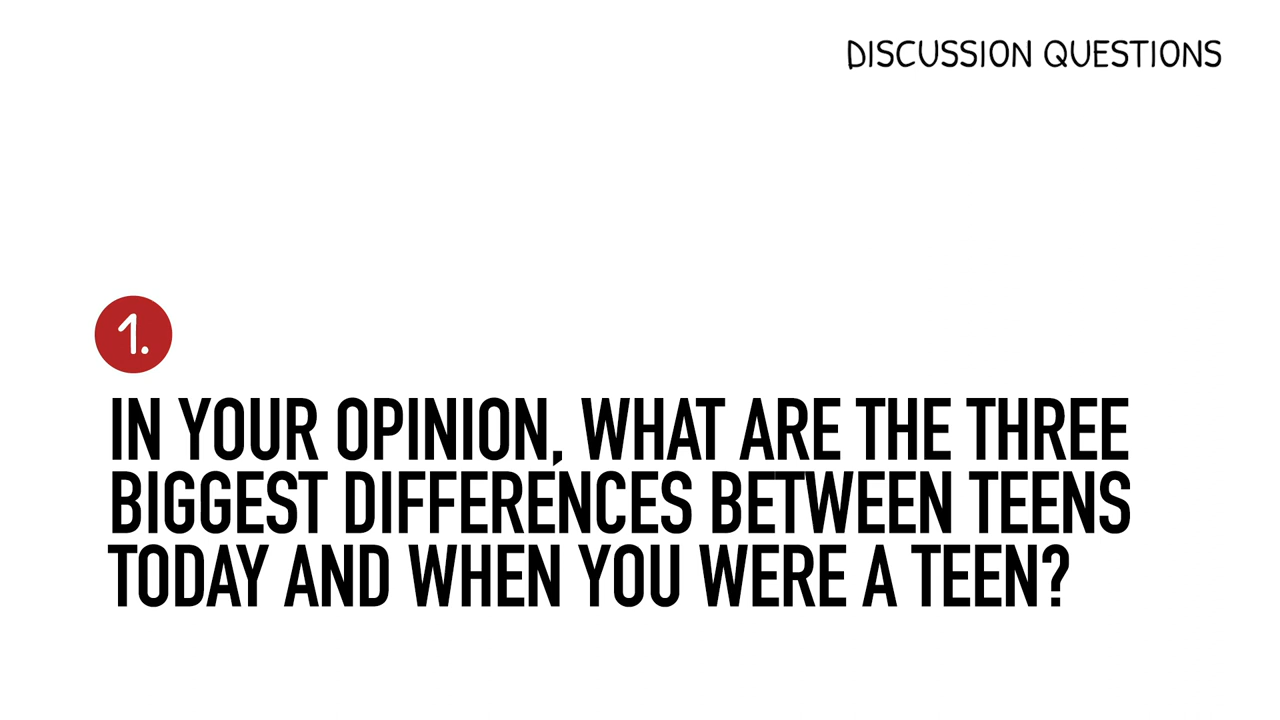 DISCUSSION QUESTIONS
1.
IN YOUR OPINION, WHAT ARE THE THREE
BIGGEST DIFFERENCES BETWEEN TEENS
TODAY AND WHEN YOU WERE A TEEN?